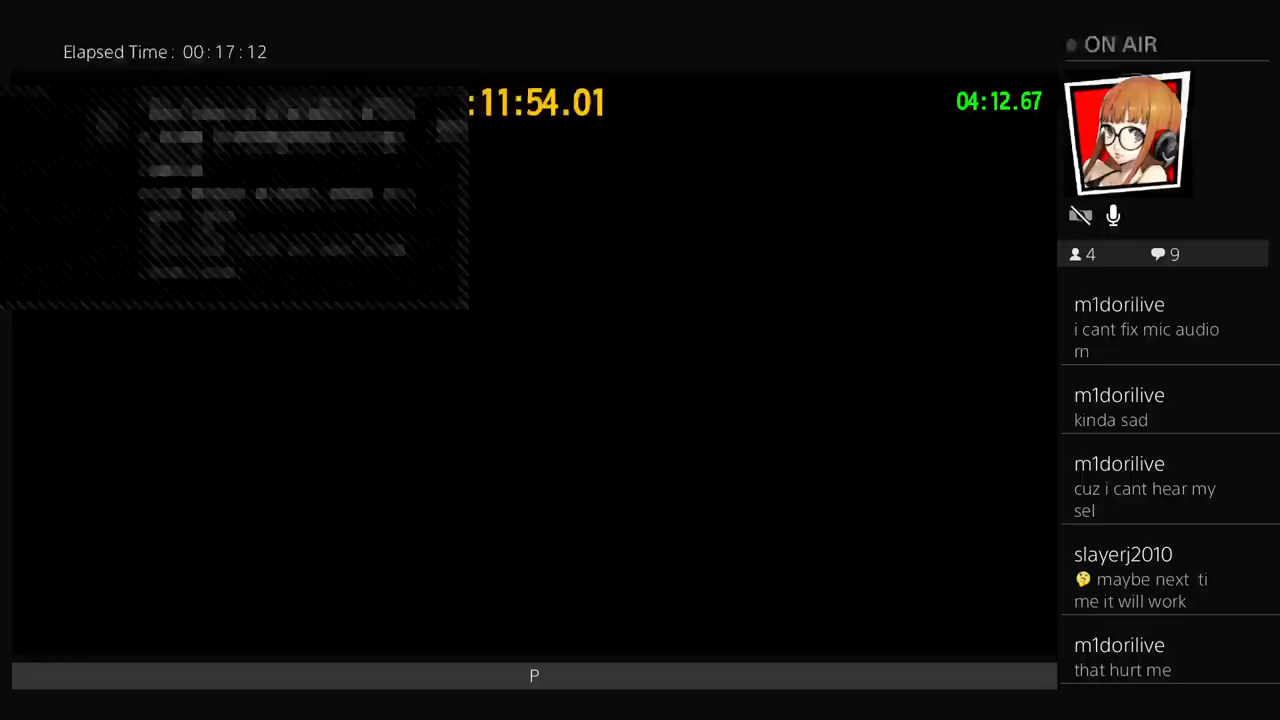 Elapsed Time: 00:17:12
ON AIR
:11:54.01
04:12.67
4
9
m1dorilive
i cant fix mic audio
rn
m1dorilive
kinda sad
m1dorilive
cuz i cant hear my
sel
slayerj2010
🤔 maybe next ti
me it will work
m1dorilive
that hurt me
P